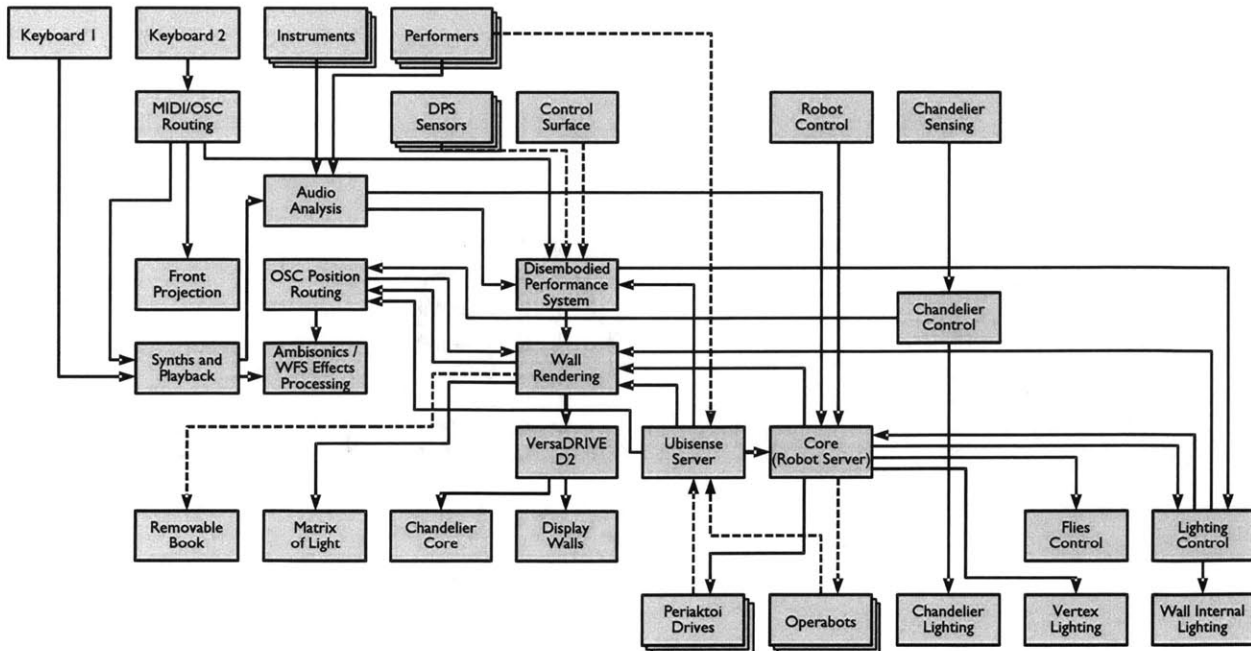 Keyboard 1
Keyboard 2
Instruments
Performers
MIDI/OSC
Routing
DPS
Sensors
Control
Surface
Robot
Control
Chandelier
Sensing
Audio
Analysis
Front
Projection
OSC Position
Routing
Disembodied
Performance
System
Chandelier
Control
Synths and
Playback
Ambisonics /
WFS Effects
Processing
Wall
Rendering
VersaDRIVE
D2
Ubisense
Server
Core
(Robot Server)
Removable
Book
Matrix
of Light
Chandelier
Core
Display
Walls
Flies
Control
Lighting
Control
Periaktoi
Drives
Operabots
Chandelier
Lighting
Vertex
Lighting
Wall Internal
Lighting